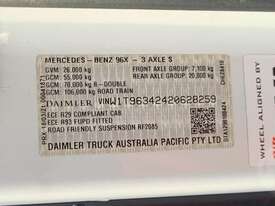 MERCEDES-BENZ 96X - 3 AXLE S
GVM: 26,000 kg
FRONT AXLE GROUP: 7,100 kg
GCM: 55,000 kg
REAR AXLE GROUP: 20,000 kg
GCM: 70,000 kg B-DOUBLE
GCM: 106,000 kg ROAD TRAIN
DAIMLER
VIN W1T96342420628259
ECE R29 COMPLIANT CAB
ECE R93 FUPD FITTED
ROAD FRIENDLY SUSPENSION RF2085
DAIMLER TRUCK AUSTRALIA PACIFIC PTY LTD
WHEEL ALIGNED
BY